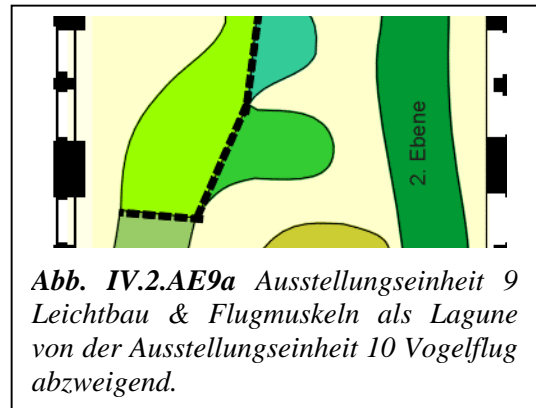 2. Ebene
Abb. IV.2.AE9a Ausstellungseinheit 9
Leichtbau & Flugmuskeln als Lagune
von der Ausstellungseinheit 10 Vogelflug
abzweigend.